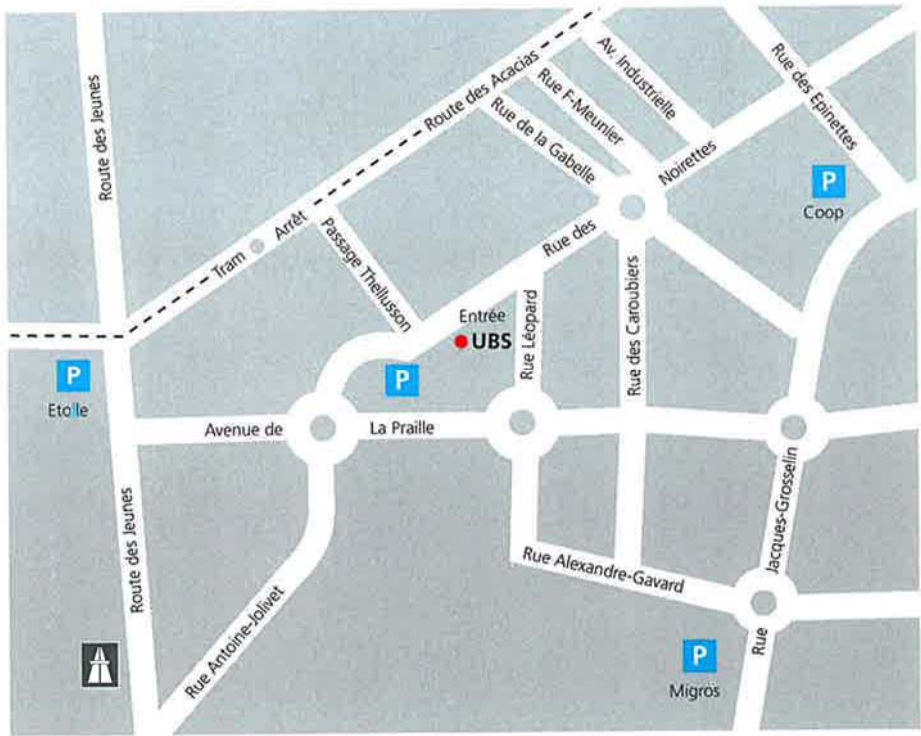 Route des Jeunes
Route des Acacias
Av. Industrielle
Rue F-Meunier
Rue de la Gabelle
Rue des Epinettes
Noirettes
P
Coop
Tram
Arrêt
Passage Thellusson
Rue des
Entrée
UBS
Rue Léopard
Rue des Caroubiers
P
Etoile
P
Avenue de
La Praille
Jacques-Grosselin
Route des Jeunes
Rue Alexandre-Gavard
Rue Antoine-Jolivet
Rue
P
Migros